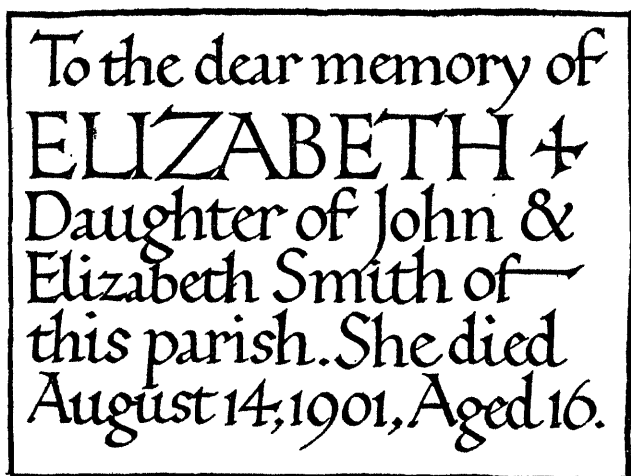 To the dear memory of
ELIZABETH +
Daughter of John &
Elizabeth Smith of—
this parish. She died
August 14, 1901, Aged 16.